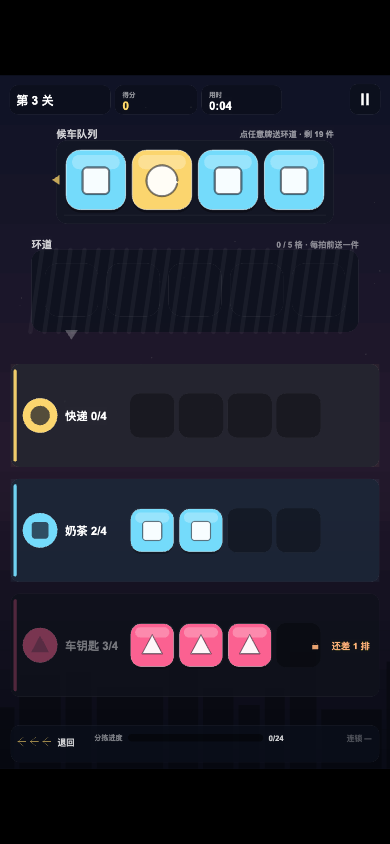 第 3 关
得分
0
用时
0:04
候车队列
点任意牌送环道 · 剩 19 件
环道
0 / 5 格 · 每拍前送一件
快递 0/4
奶茶 2/4
车钥匙 3/4
还差 1 排
退回
分拣进度
0/24
连锁 —